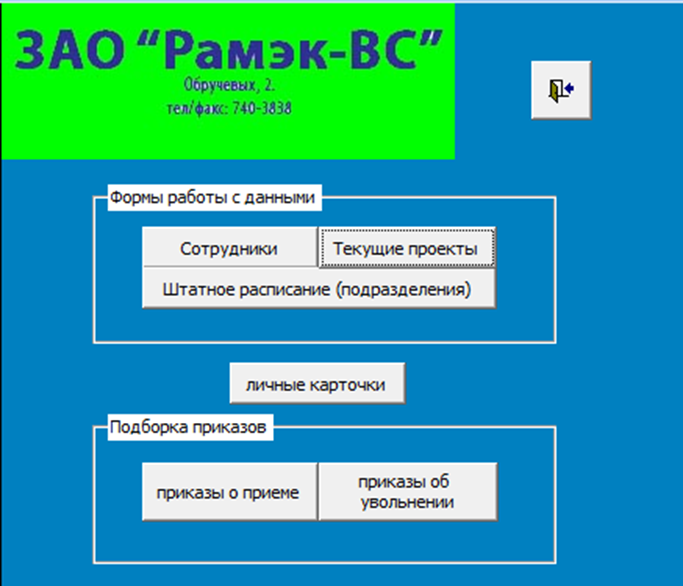 ЗАО “Рамэк-ВС”
Обручевых, 2.
тел/факс: 740-3838
Формы работы с данными
Сотрудники
Текущие проекты
Штатное расписание (подразделения)
личные карточки
Подборка приказов
приказы о приеме
приказы об
увольнении